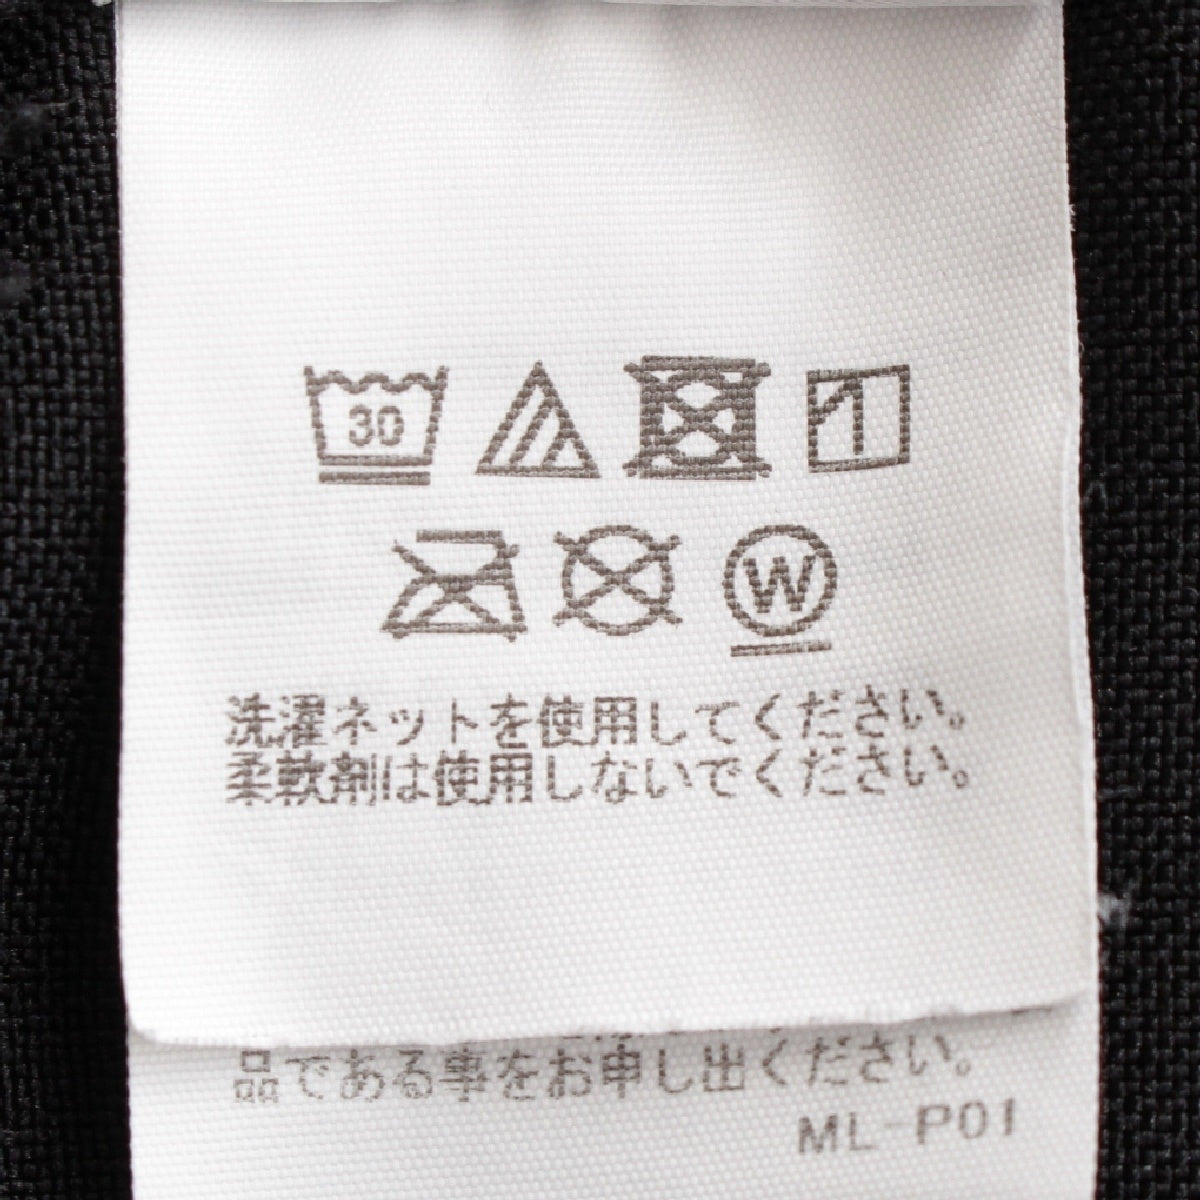 30
W
洗濯ネットを使用してください。
柔軟剤は使用しないでください。
品である事をお申し出ください。
ML-P01